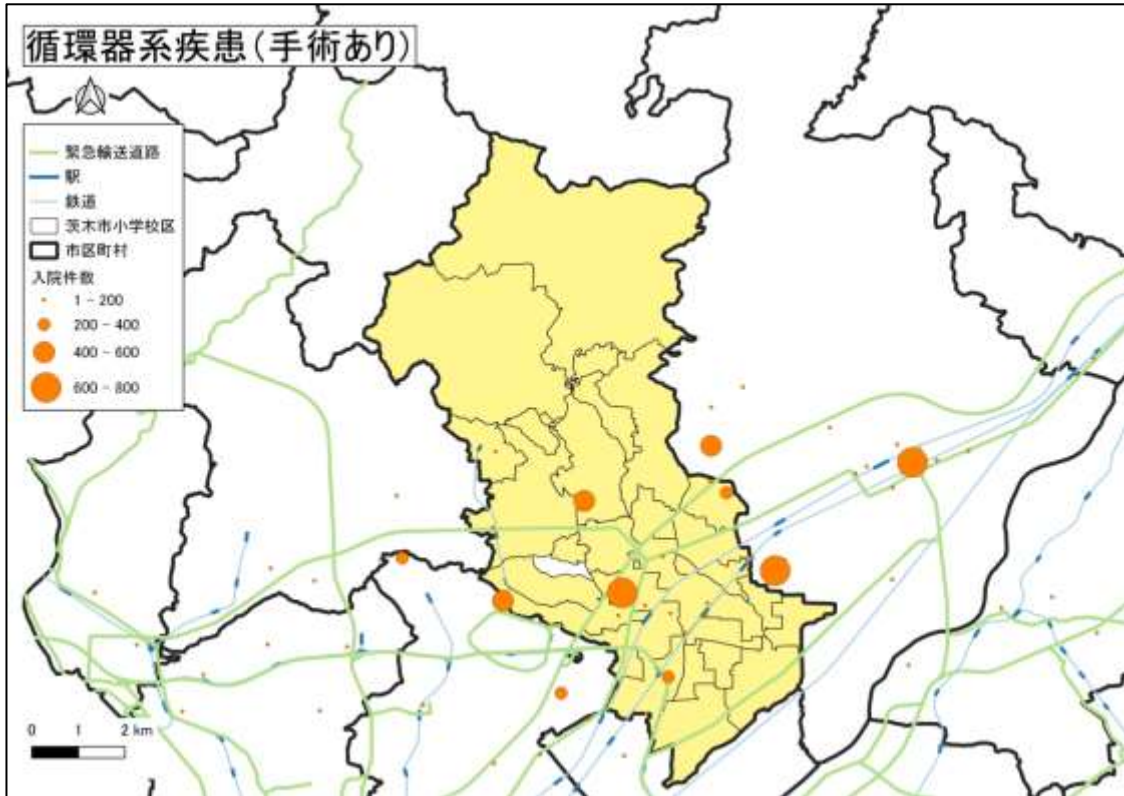 循環器系疾患(手術あり)
緊急輸送道路
駅
鉄道
茨木市小学校区
市区町村
入院件数
1 - 200
200 - 400
400 - 600
600 - 800
0 1 2 km